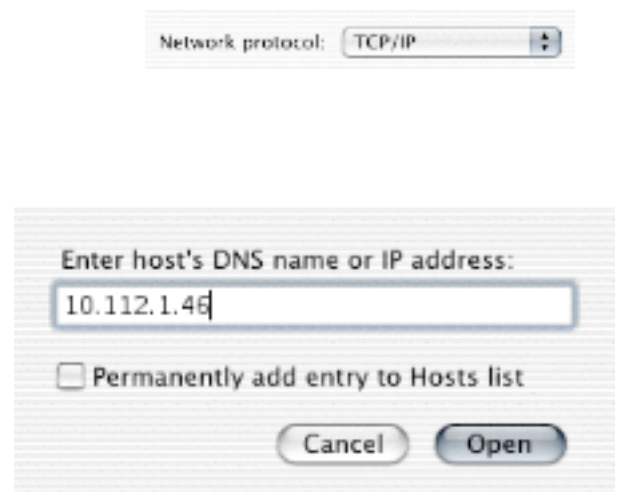 Network protocol: TCP/IP
Enter host's DNS name or IP address:
10.112.1.46
Permanently add entry to Hosts list
Cancel Open